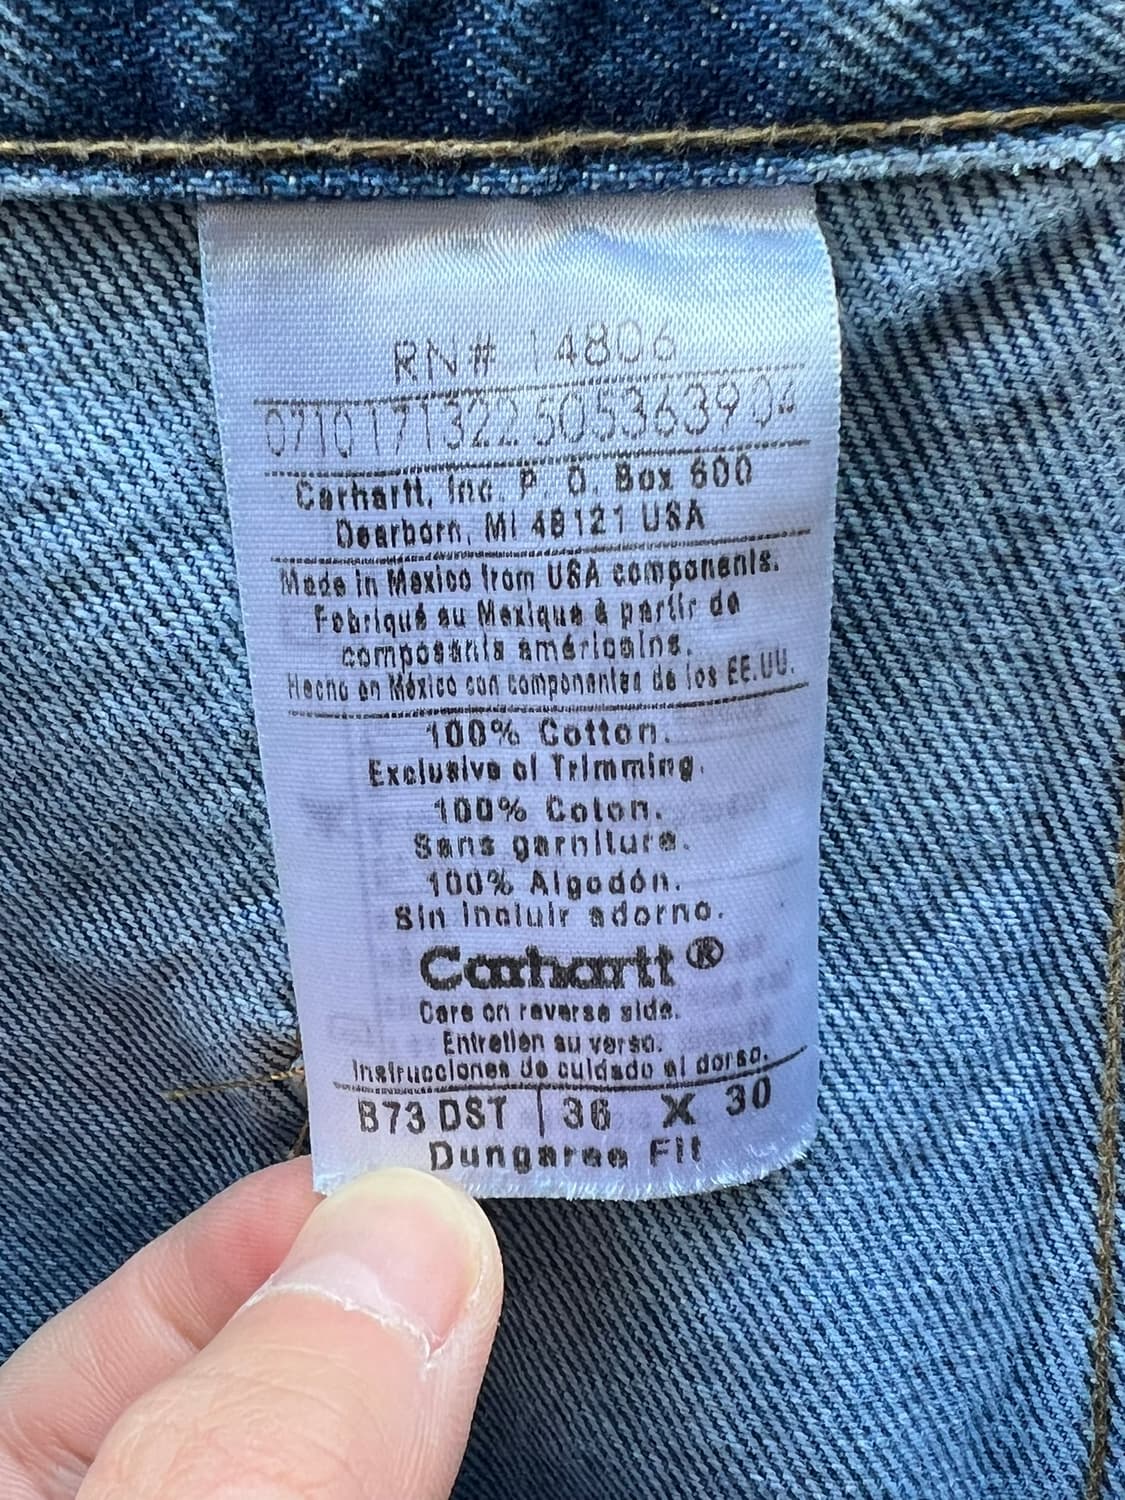 RN# 14806
0710171322505363904
Carhartt, Inc. P. O. Box 600
Dearborn, MI 48121 USA
Made in Mexico from USA components.
Fabriqué au Mexique à partir de
composants américains.
Hecho en México con componentes de los EE.UU.
100% Cotton.
Exclusive of Trimming.
100% Coton.
Sans garniture.
100% Algodón.
Sin incluir adorno.
Carhartt®
Care on reverse side.
Entretien au verso.
Instrucciones de cuidado al dorso.
B73 DST | 36 X 30
Dungaree Fit